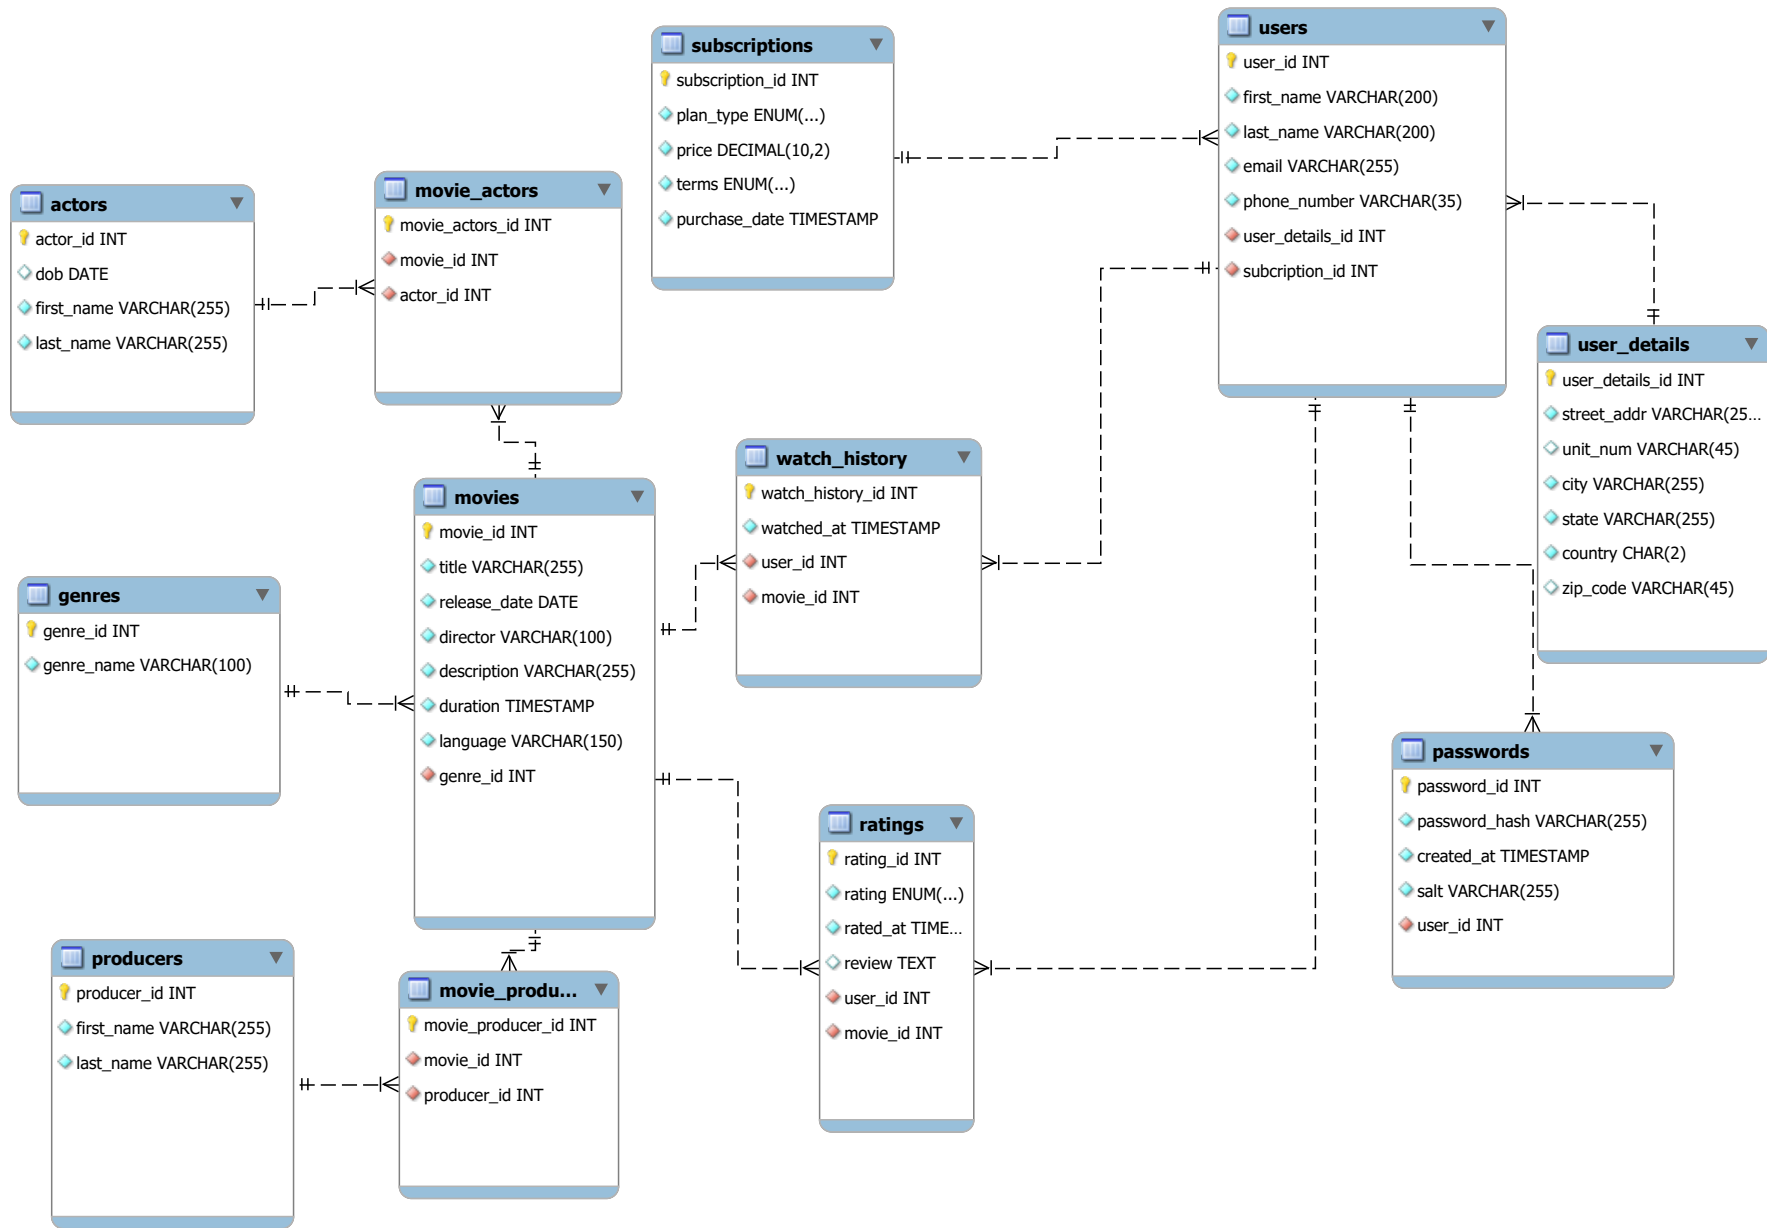 subscriptions
subscription_id INT
plan_type ENUM(...)
price DECIMAL(10,2)
terms ENUM(...)
purchase_date TIMESTAMP
users
user_id INT
first_name VARCHAR(200)
last_name VARCHAR(200)
email VARCHAR(255)
phone_number VARCHAR(35)
user_details_id INT
subcription_id INT
actors
actor_id INT
dob DATE
first_name VARCHAR(255)
last_name VARCHAR(255)
movie_actors
movie_actors_id INT
movie_id INT
actor_id INT
user_details
user_details_id INT
street_addr VARCHAR(25...
unit_num VARCHAR(45)
city VARCHAR(255)
state VARCHAR(255)
country CHAR(2)
zip_code VARCHAR(45)
watch_history
watch_history_id INT
watched_at TIMESTAMP
user_id INT
movie_id INT
movies
movie_id INT
title VARCHAR(255)
release_date DATE
director VARCHAR(100)
description VARCHAR(255)
duration TIMESTAMP
language VARCHAR(150)
genre_id INT
genres
genre_id INT
genre_name VARCHAR(100)
passwords
password_id INT
password_hash VARCHAR(255)
created_at TIMESTAMP
salt VARCHAR(255)
user_id INT
ratings
rating_id INT
rating ENUM(...)
rated_at TIME...
review TEXT
user_id INT
movie_id INT
producers
producer_id INT
first_name VARCHAR(255)
last_name VARCHAR(255)
movie_produ...
movie_producer_id INT
movie_id INT
producer_id INT